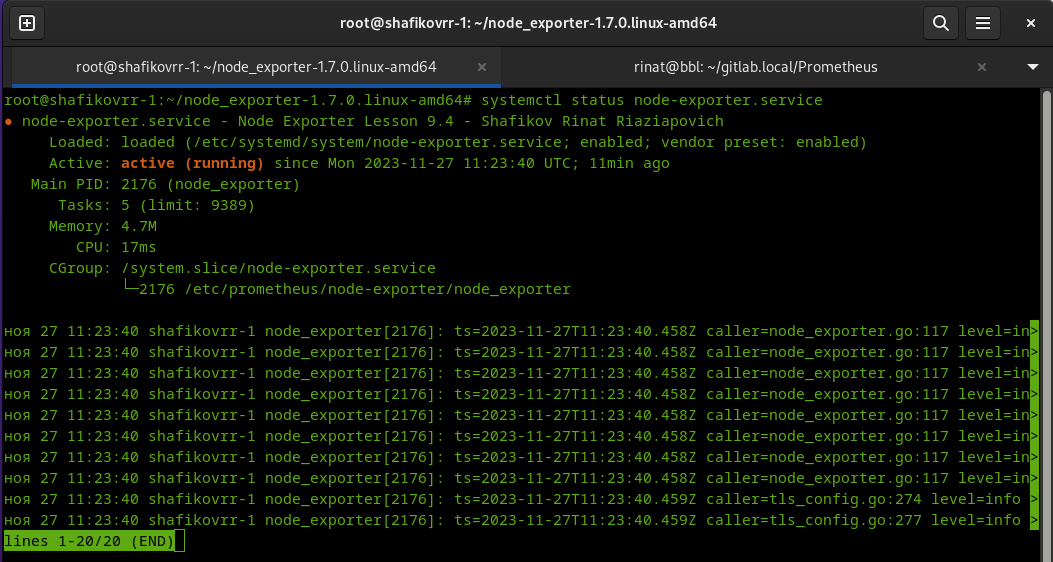 root@shafikovrr-1: ~/node_exporter-1.7.0.linux-amd64
root@shafikovrr-1: ~/node_exporter-1.7.0.linux-amd64
rinat@bbl: ~/gitlab.local/Prometheus
root@shafikovrr-1:~/node_exporter-1.7.0.linux-amd64# systemctl status node-exporter.service
● node-exporter.service - Node Exporter Lesson 9.4 - Shafikov Rinat Riaziapovich
Loaded: loaded (/etc/systemd/system/node-exporter.service; enabled; vendor preset: enabled)
Active: active (running) since Mon 2023-11-27 11:23:40 UTC; 11min ago
Main PID: 2176 (node_exporter)
Tasks: 5 (limit: 9389)
Memory: 4.7M
CPU: 17ms
CGroup: /system.slice/node-exporter.service
└─2176 /etc/prometheus/node-exporter/node_exporter
ноя 27 11:23:40 shafikovrr-1 node_exporter[2176]: ts=2023-11-27T11:23:40.458Z caller=node_exporter.go:117 level=in>
ноя 27 11:23:40 shafikovrr-1 node_exporter[2176]: ts=2023-11-27T11:23:40.458Z caller=node_exporter.go:117 level=in>
ноя 27 11:23:40 shafikovrr-1 node_exporter[2176]: ts=2023-11-27T11:23:40.458Z caller=node_exporter.go:117 level=in>
ноя 27 11:23:40 shafikovrr-1 node_exporter[2176]: ts=2023-11-27T11:23:40.458Z caller=node_exporter.go:117 level=in>
ноя 27 11:23:40 shafikovrr-1 node_exporter[2176]: ts=2023-11-27T11:23:40.458Z caller=node_exporter.go:117 level=in>
ноя 27 11:23:40 shafikovrr-1 node_exporter[2176]: ts=2023-11-27T11:23:40.458Z caller=node_exporter.go:117 level=in>
ноя 27 11:23:40 shafikovrr-1 node_exporter[2176]: ts=2023-11-27T11:23:40.458Z caller=node_exporter.go:117 level=in>
ноя 27 11:23:40 shafikovrr-1 node_exporter[2176]: ts=2023-11-27T11:23:40.458Z caller=node_exporter.go:117 level=in>
ноя 27 11:23:40 shafikovrr-1 node_exporter[2176]: ts=2023-11-27T11:23:40.459Z caller=tls_config.go:274 level=info >
ноя 27 11:23:40 shafikovrr-1 node_exporter[2176]: ts=2023-11-27T11:23:40.459Z caller=tls_config.go:277 level=info >
lines 1-20/20 (END)